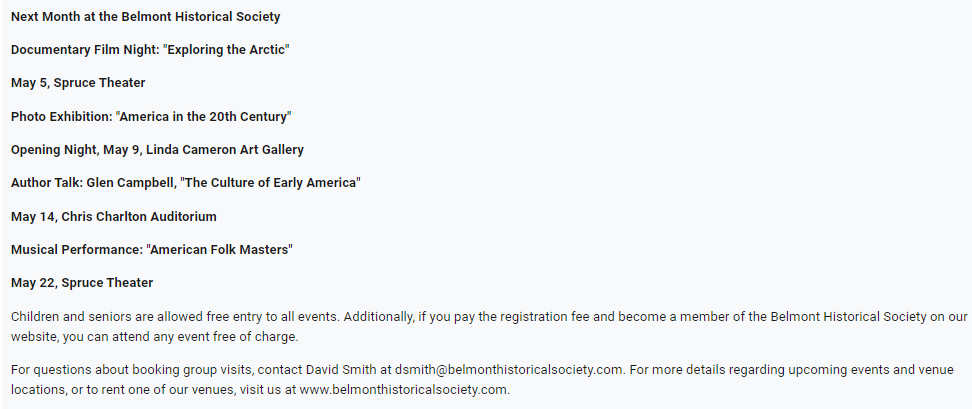 Next Month at the Belmont Historical Society
Documentary Film Night: "Exploring the Arctic"
May 5, Spruce Theater
Photo Exhibition: "America in the 20th Century"
Opening Night, May 9, Linda Cameron Art Gallery
Author Talk: Glen Campbell, "The Culture of Early America"
May 14, Chris Charlton Auditorium
Musical Performance: "American Folk Masters"
May 22, Spruce Theater
Children and seniors are allowed free entry to all events. Additionally, if you pay the registration fee and become a member of the Belmont Historical Society on our
website, you can attend any event free of charge.
For questions about booking group visits, contact David Smith at dsmith@belmonthistoricalsociety.com. For more details regarding upcoming events and venue
locations, or to rent one of our venues, visit us at www.belmonthistoricalsociety.com.